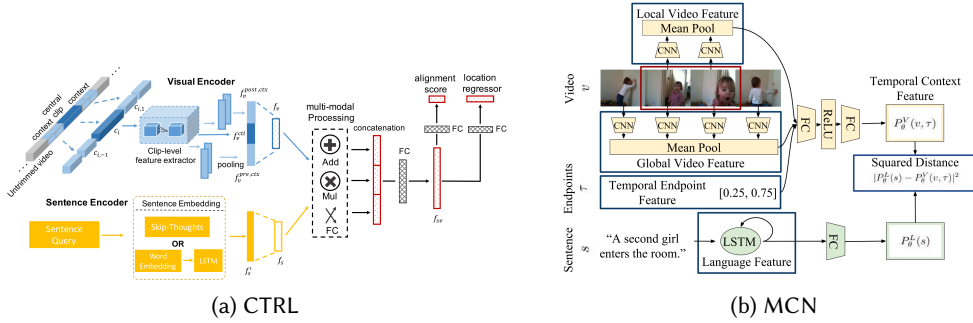 Visual Encoder
Untrimmed video
context
central clip
context
. . .
. . .
c_{i,1}
c_i
c_{i,-1}
Clip-level
feature extractor
pooling
f_v^{post,ctx}
f_v^{ctl}
f_v^{pre,ctx}
f_v
Sentence Encoder
Sentence
Query
Sentence Embedding
Skip-Thoughts
OR
Word
Embedding
LSTM
f_s'
f_s
multi-modal
Processing
Add
Mul
FC
concatenation
FC
f_{sv}
alignment
score
location
regressor
FC
FC
(a) CTRL
Local Video Feature
Mean Pool
CNN
CNN
Video
v
CNN
CNN
CNN
CNN
Mean Pool
Global Video Feature
Endpoints
τ
Temporal Endpoint
Feature
[0.25, 0.75]
Sentence
s
“A second girl
enters the room.”
LSTM
Language Feature
FC
ReLU
FC
FC
Temporal Context
Feature
P_θ^V(v, τ)
Squared Distance
|P_θ^L(s) − P_θ^V(v, τ)|^2
P_θ^L(s)
(b) MCN